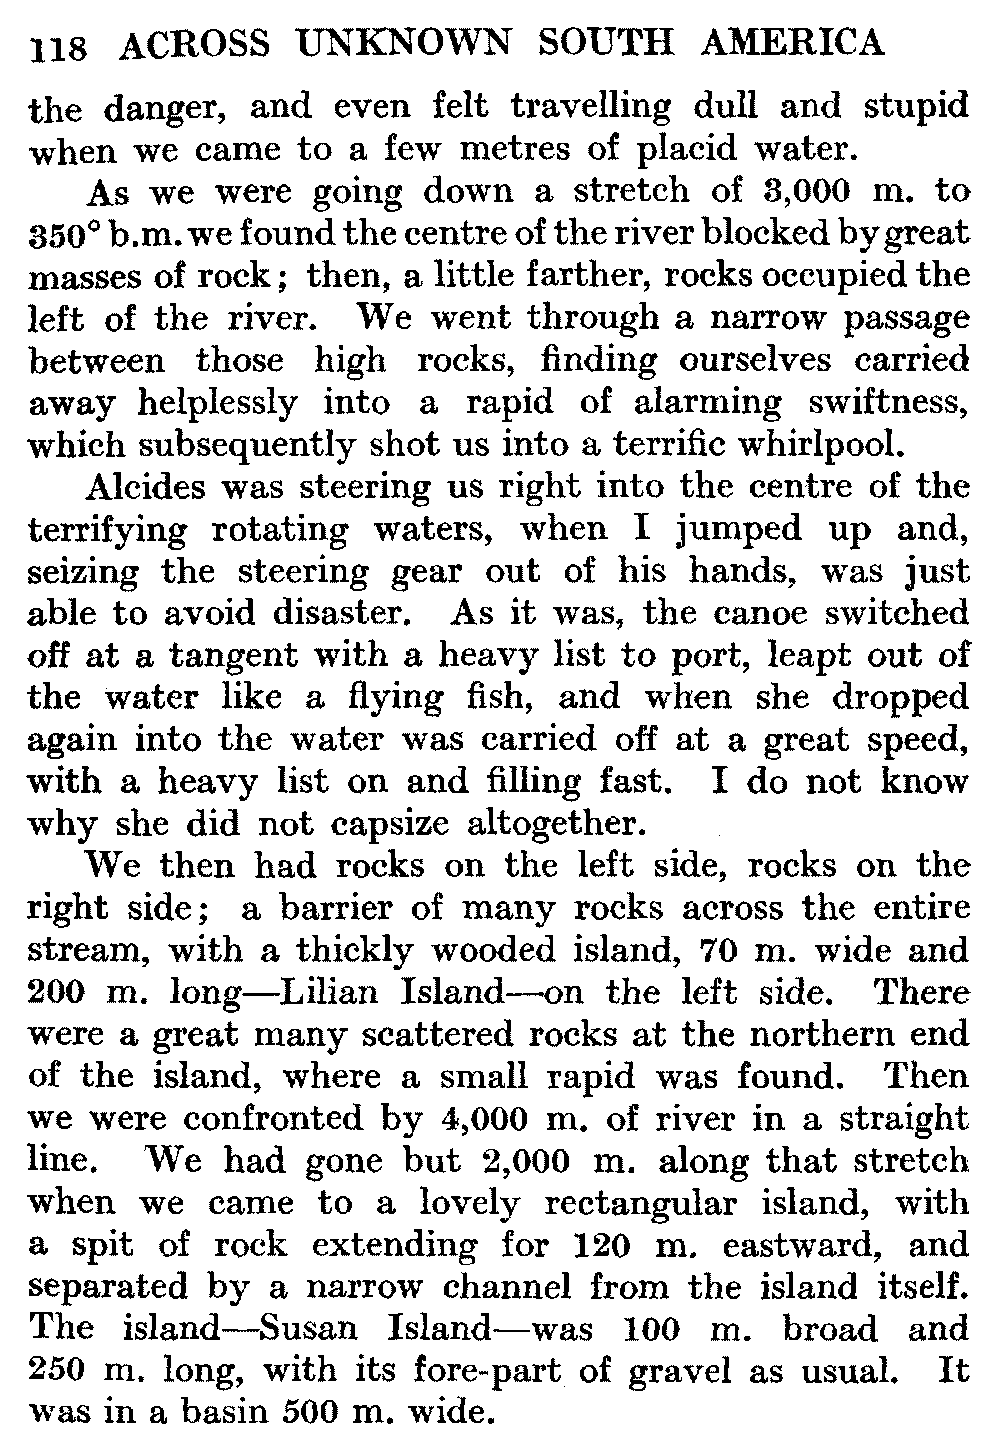 118 ACROSS UNKNOWN SOUTH AMERICA
the danger, and even felt travelling dull and stupid
when we came to a few metres of placid water.
As we were going down a stretch of 3,000 m. to
350° b.m. we found the centre of the river blocked by great
masses of rock; then, a little farther, rocks occupied the
left of the river. We went through a narrow passage
between those high rocks, finding ourselves carried
away helplessly into a rapid of alarming swiftness,
which subsequently shot us into a terrific whirlpool.
Alcides was steering us right into the centre of the
terrifying rotating waters, when I jumped up and,
seizing the steering gear out of his hands, was just
able to avoid disaster. As it was, the canoe switched
off at a tangent with a heavy list to port, leapt out of
the water like a flying fish, and when she dropped
again into the water was carried off at a great speed,
with a heavy list on and filling fast. I do not know
why she did not capsize altogether.
We then had rocks on the left side, rocks on the
right side; a barrier of many rocks across the entire
stream, with a thickly wooded island, 70 m. wide and
200 m. long—Lilian Island—on the left side. There
were a great many scattered rocks at the northern end
of the island, where a small rapid was found. Then
we were confronted by 4,000 m. of river in a straight
line. We had gone but 2,000 m. along that stretch
when we came to a lovely rectangular island, with
a spit of rock extending for 120 m. eastward, and
separated by a narrow channel from the island itself.
The island—Susan Island—was 100 m. broad and
250 m. long, with its fore-part of gravel as usual. It
was in a basin 500 m. wide.